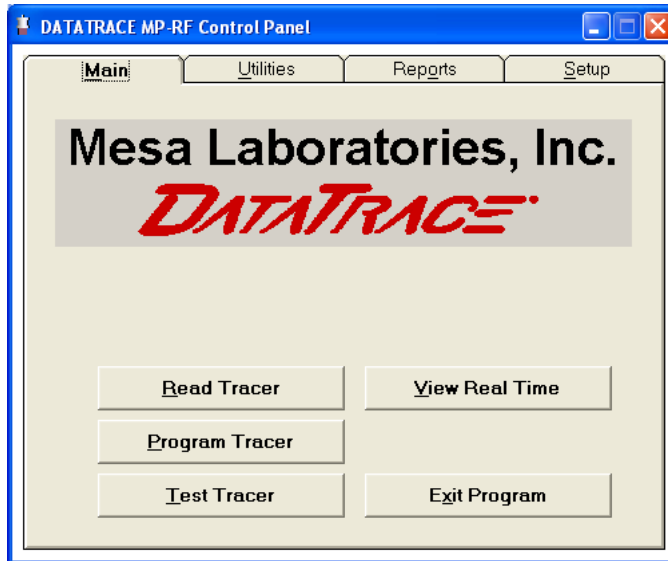 DATATRACE MP-RF Control Panel
Main Utilities Reports Setup
Mesa Laboratories, Inc.
DATATRACE
Read Tracer View Real Time
Program Tracer
Test Tracer Exit Program